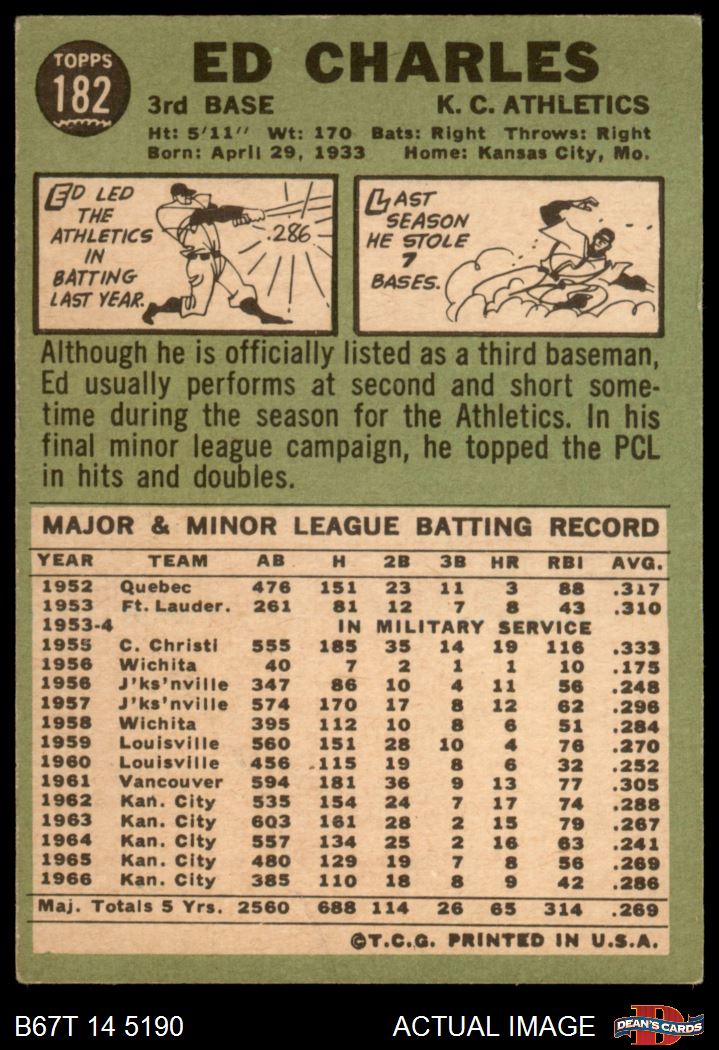 TOPPS
182
ED CHARLES
3rd BASE K. C. ATHLETICS
Ht: 5'11" Wt: 170 Bats: Right Throws: Right
Born: April 29, 1933 Home: Kansas City, Mo.
ED LED
THE
ATHLETICS
IN
BATTING
LAST YEAR.
.286
LAST
SEASON
HE STOLE
7
BASES.
Although he is officially listed as a third baseman,
Ed usually performs at second and short some-
time during the season for the Athletics. In his
final minor league campaign, he topped the PCL
in hits and doubles.
MAJOR & MINOR LEAGUE BATTING RECORD
YEAR TEAM AB H 2B 3B HR RBI AVG.
1952 Quebec 476 151 23 11 3 88 .317
1953 Ft. Lauder. 261 81 12 7 8 43 .310
1953-4 IN MILITARY SERVICE
1955 C. Christi 555 185 35 14 19 116 .333
1956 Wichita 40 7 2 1 1 10 .175
1956 J'ks'nville 347 86 10 4 11 56 .248
1957 J'ks'nville 574 170 17 8 12 62 .296
1958 Wichita 395 112 10 8 6 51 .284
1959 Louisville 560 151 28 10 4 76 .270
1960 Louisville 456 115 19 8 6 32 .252
1961 Vancouver 594 181 36 9 13 77 .305
1962 Kan. City 535 154 24 7 17 74 .288
1963 Kan. City 603 161 28 2 15 79 .267
1964 Kan. City 557 134 25 2 16 63 .241
1965 Kan. City 480 129 19 7 8 56 .269
1966 Kan. City 385 110 18 8 9 42 .286
Maj. Totals 5 Yrs. 2560 688 114 26 65 314 .269
©T.C.G. PRINTED IN U.S.A.
B67T 14 5190 ACTUAL IMAGE
D
DEAN'S CARDS